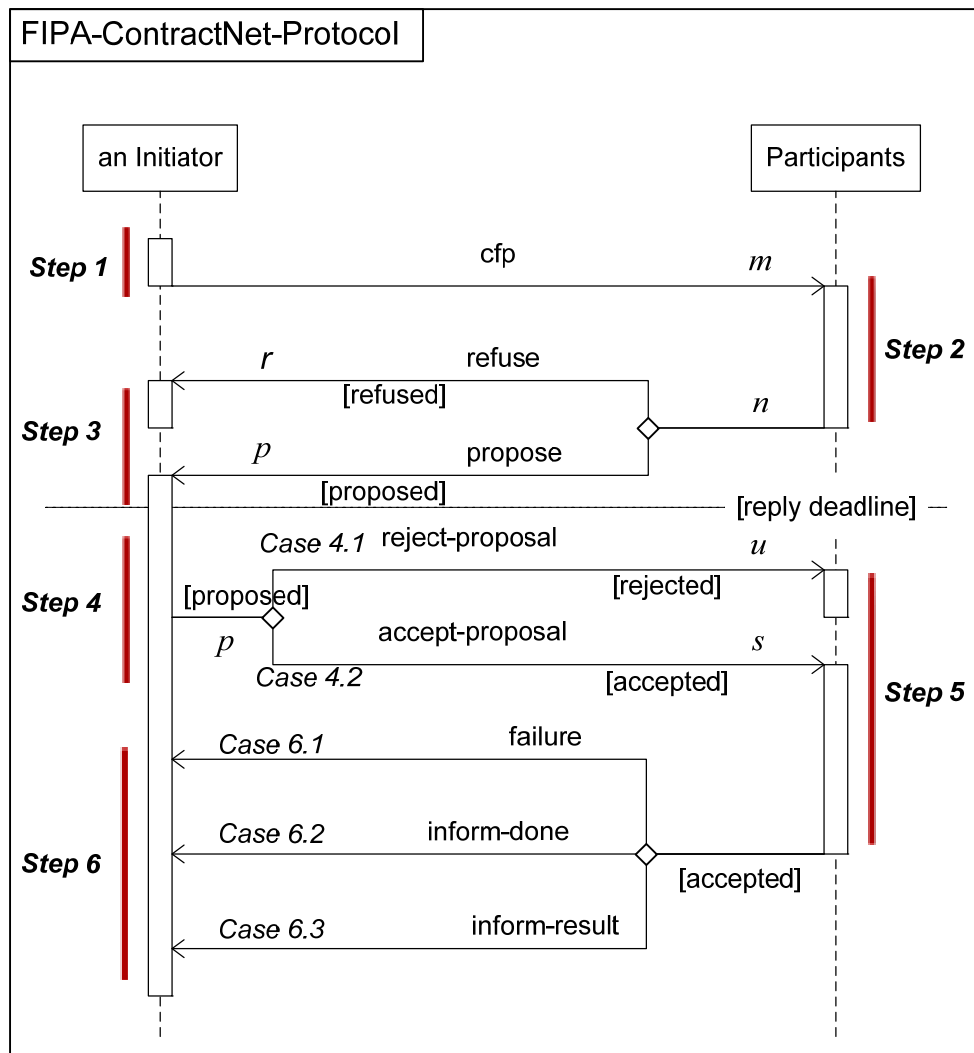 FIPA-ContractNet-Protocol
an Initiator
Participants
Step 1
cfp
m
Step 2
r
refuse
[refused]
n
Step 3
p
propose
[proposed]
[reply deadline]
Case 4.1
reject-proposal
u
[rejected]
Step 4
[proposed]
p
accept-proposal
s
Case 4.2
[accepted]
Step 5
Case 6.1
failure
Case 6.2
inform-done
[accepted]
Step 6
Case 6.3
inform-result